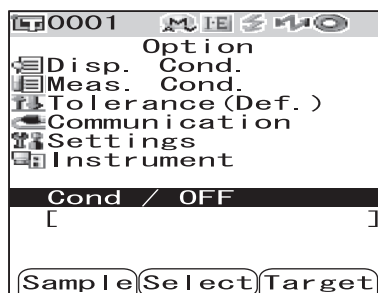 0001 M I·E
Option
Disp. Cond.
Meas. Cond.
Tolerance(Def.)
Communication
Settings
Instrument
Cond / OFF
[ ]
Sample Select Target